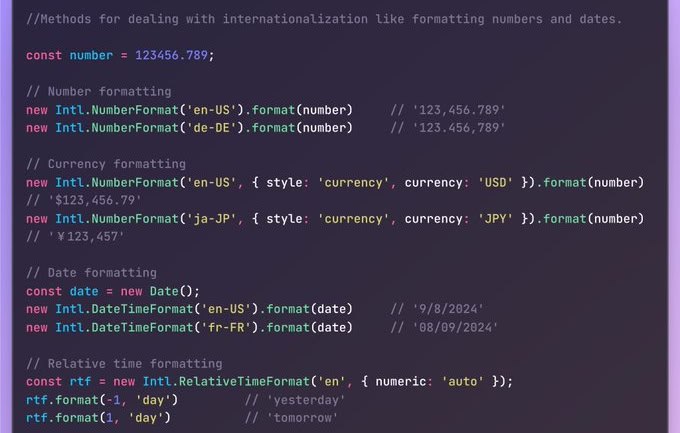 //Methods for dealing with internationalization like formatting numbers and dates.
const number = 123456.789;
// Number formatting
new Intl.NumberFormat('en-US').format(number)     // '123,456.789'
new Intl.NumberFormat('de-DE').format(number)     // '123.456,789'
// Currency formatting
new Intl.NumberFormat('en-US', { style: 'currency', currency: 'USD' }).format(number)
// '$123,456.79'
new Intl.NumberFormat('ja-JP', { style: 'currency', currency: 'JPY' }).format(number)
// '¥123,457'
// Date formatting
const date = new Date();
new Intl.DateTimeFormat('en-US').format(date)     // '9/8/2024'
new Intl.DateTimeFormat('fr-FR').format(date)     // '08/09/2024'
// Relative time formatting
const rtf = new Intl.RelativeTimeFormat('en', { numeric: 'auto' });
rtf.format(-1, 'day')         // 'yesterday'
rtf.format(1, 'day')          // 'tomorrow'